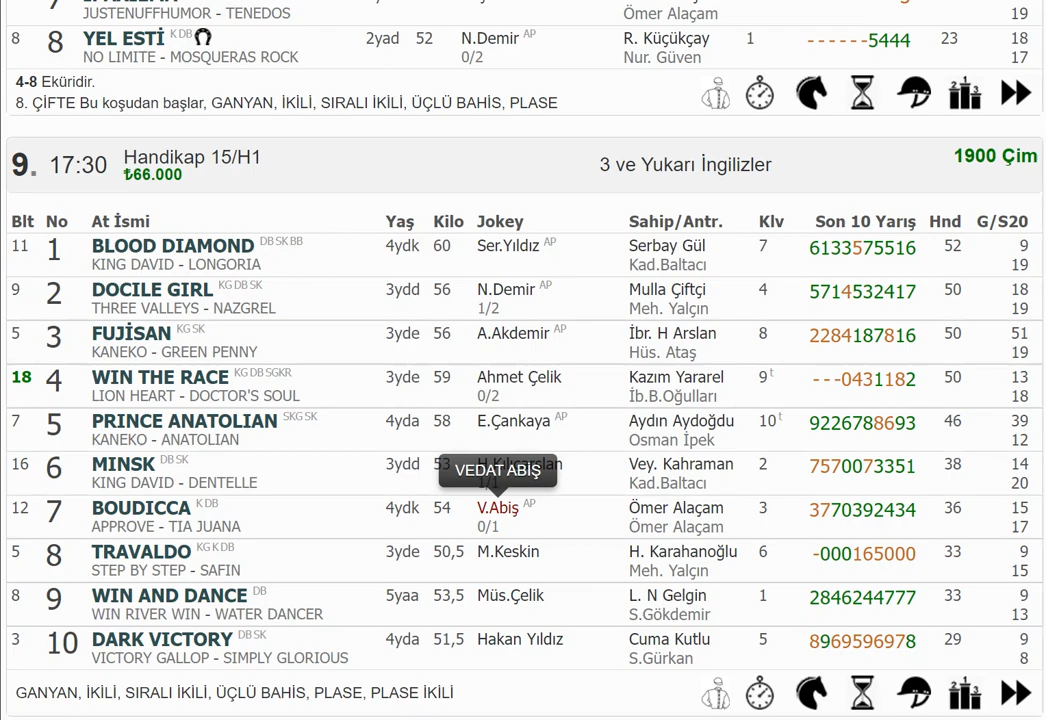 JUSTENUFFHUMOR - TENEDOS Ömer Alaçam 19
8 8 YEL ESTİ K DB 2yad 52 N.Demir AP R. Küçükçay 1 - - - - - -5444 23 18
NO LIMITE - MOSQUERAS ROCK 0/2 Nur. Güven 17
4-8 Eküridir.
8. ÇİFTE Bu koşudan başlar, GANYAN, İKİLİ, SIRALI İKİLİ, ÜÇLÜ BAHİS, PLASE
9. 17:30 Handikap 15/H1 3 ve Yukarı İngilizler 1900 Çim
₺66.000
Blt No At İsmi Yaş Kilo Jokey Sahip/Antr. Klv Son 10 Yarış Hnd G/S20
11 1 BLOOD DIAMOND DB SK BB 4ydk 60 Ser.Yıldız AP Serbay Gül 7 6133575516 52 9
KING DAVID - LONGORIA Kad.Baltacı 19
9 2 DOCILE GIRL KG DB SK 3ydd 56 N.Demir AP Mulla Çiftçi 4 5714532417 50 18
THREE VALLEYS - NAZGREL 1/2 Meh. Yalçın 19
5 3 FUJİSAN KG SK 3yde 56 A.Akdemir AP İbr. H Arslan 8 2284187816 50 51
KANEKO - GREEN PENNY Hüs. Ataş 19
18 4 WIN THE RACE KG DB SGKR 3yde 59 Ahmet Çelik Kazım Yararel 9 t - - -0431182 50 13
LION HEART - DOCTOR'S SOUL 0/2 İb.B.Oğulları 18
7 5 PRINCE ANATOLIAN SKG SK 4yda 58 E.Çankaya AP Aydın Aydoğdu 10 t 9226788693 46 39
KANEKO - ANATOLIAN Osman İpek 12
16 6 MINSK DB SK 3ydd 53 H.Kılıçarslan Vey. Kahraman 2 7570073351 38 14
VEDAT ABİŞ
KING DAVID - DENTELLE 1/1 Kad.Baltacı 20
12 7 BOUDICCA K DB 4ydk 54 V.Abiş AP Ömer Alaçam 3 3770392434 36 15
APPROVE - TIA JUANA 0/1 Ömer Alaçam 17
5 8 TRAVALDO KG K DB 3yde 50,5 M.Keskin H. Karahanoğlu 6 -000165000 33 9
STEP BY STEP - SAFIN Meh. Yalçın 15
8 9 WIN AND DANCE DB 5yaa 53,5 Müs.Çelik L. N Gelgin 1 2846244777 33 9
WIN RIVER WIN - WATER DANCER S.Gökdemir 13
3 10 DARK VICTORY DB SK 4yda 51,5 Hakan Yıldız Cuma Kutlu 5 8969596978 29 9
VICTORY GALLOP - SIMPLY GLORIOUS S.Gürkan 8
GANYAN, İKİLİ, SIRALI İKİLİ, ÜÇLÜ BAHİS, PLASE, PLASE İKİLİ